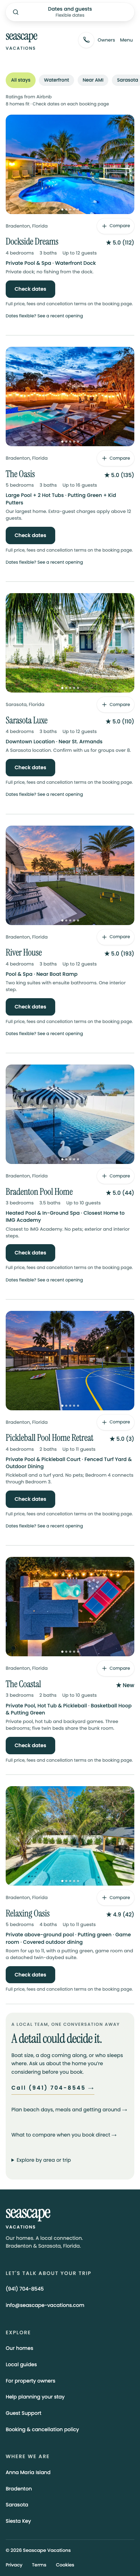 Dates and guests
Flexible dates
seascape
VACATIONS
Owners Menu
All stays Waterfront Near AMI Sarasota
Ratings from Airbnb
8 homes fit · Check dates on each booking page
Bradenton, Florida
+ Compare
Dockside Dreams
★ 5.0 (112)
4 bedrooms 3 baths Up to 12 guests
Private Pool & Spa · Waterfront Dock
Private dock; no fishing from the dock.
Check dates
Full price, fees and cancellation terms on the booking page.
Dates flexible? See a recent opening
Bradenton, Florida
+ Compare
The Oasis
★ 5.0 (135)
5 bedrooms 3 baths Up to 16 guests
Large Pool + 2 Hot Tubs · Putting Green + Kid
Putters
Our largest home. Extra-guest charges apply above 12
guests.
Check dates
Full price, fees and cancellation terms on the booking page.
Dates flexible? See a recent opening
Sarasota, Florida
+ Compare
Sarasota Luxe
★ 5.0 (110)
4 bedrooms 3 baths Up to 12 guests
Downtown Location · Near St. Armands
A Sarasota location. Confirm with us for groups over 8.
Check dates
Full price, fees and cancellation terms on the booking page.
Dates flexible? See a recent opening
Bradenton, Florida
+ Compare
River House
★ 5.0 (193)
5 bedrooms 3 baths Up to 12 guests
Pool & Spa · Near Boat Ramp
Two king suites with ensuite bathrooms. One interior
step.
Check dates
Full price, fees and cancellation terms on the booking page.
Dates flexible? See a recent opening
Bradenton, Florida
+ Compare
Bradenton Pool Home
★ 5.0 (44)
3 bedrooms 3.5 baths Up to 10 guests
Heated Pool & In-Ground Spa · Closest Home to
IMG Academy
Closest to IMG Academy. No pets; exterior and interior
steps.
Check dates
Full price, fees and cancellation terms on the booking page.
Dates flexible? See a recent opening
Bradenton, Florida
+ Compare
Pickleball Pool Home Retreat
★ 5.0 (3)
4 bedrooms 2 baths Up to 11 guests
Private Pool & Pickleball Court · Fenced Turf Yard &
Outdoor Dining
Pickleball and a turf yard. No pets; Bedroom 4 connects
through Bedroom 3.
Check dates
Full price, fees and cancellation terms on the booking page.
Dates flexible? See a recent opening
Bradenton, Florida
+ Compare
The Coastal
★ New
3 bedrooms 2 baths Up to 10 guests
Private Pool, Hot Tub & Pickleball · Basketball Hoop
& Putting Green
Private pool, hot tub and backyard games. Three
bedrooms; five twin beds share the bunk room.
Check dates
Full price, fees and cancellation terms on the booking page.
Bradenton, Florida
+ Compare
Relaxing Oasis
★ 4.9 (42)
5 bedrooms 4 baths Up to 11 guests
Private above-ground pool · Putting green · Game
room · Covered outdoor dining
Room for up to 11, with a putting green, game room and
a detached twin-daybed suite.
Check dates
Full price, fees and cancellation terms on the booking page.
A LOCAL TEAM, ONE CONVERSATION AWAY
A detail could decide it.
Boat size, a dog coming along, or who sleeps
where. Ask us about the home you're
considering before you book.
Call (941) 704-8545 →
Plan beach days, meals and getting around →
What to compare when you book direct →
▸ Explore by area or trip
seascape
VACATIONS
Our homes. A local connection.
Bradenton & Sarasota, Florida.
LET'S TALK ABOUT YOUR TRIP
(941) 704-8545
info@seascape-vacations.com
EXPLORE
Our homes
Local guides
For property owners
Help planning your stay
Guest Support
Booking & cancellation policy
WHERE WE ARE
Anna Maria Island
Bradenton
Sarasota
Siesta Key
© 2026 Seascape Vacations
Privacy Terms Cookies